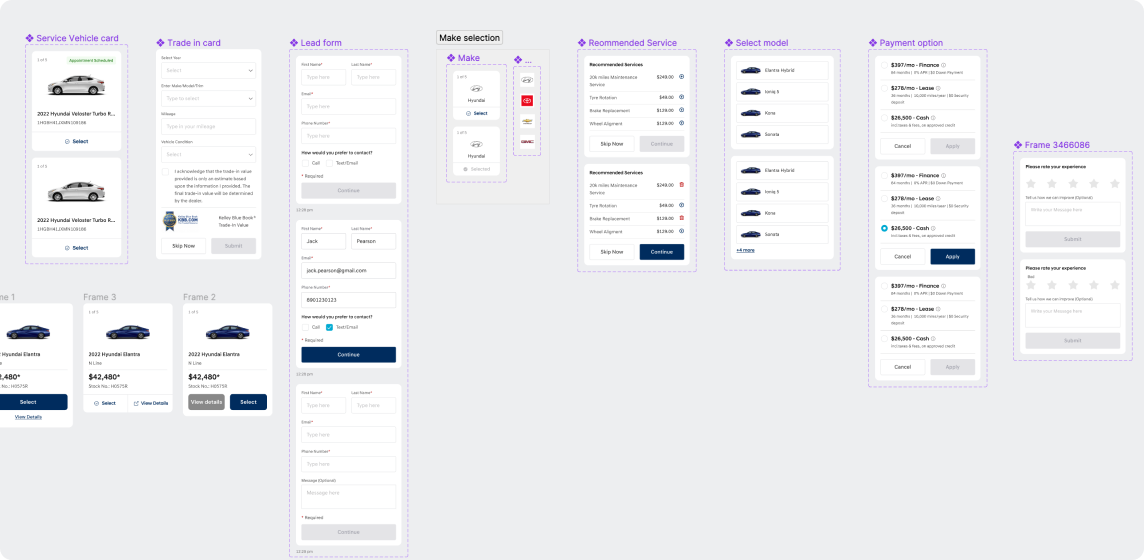 Service Vehicle card
1 of 5
Appointment Scheduled
2022 Hyundai Veloster Turbo R...
Select
2022 Hyundai Veloster Turbo R...
Select
Trade in card
Select Year
Select
Enter Make/Model/Trim
Type to select
Mileage
Type in your mileage
Vehicle Condition
Select
I acknowledge that the trade-in value
provided is only an estimate based
upon the information I provided. The
final trade-in value will be determined
by the dealer.
KBB.COM
Kelley Blue Book®
Trade-In Value
Skip Now
Submit
Lead form
First Name*
Last Name*
Type here
Type here
Email*
Type here
Phone Number*
Type here
How would you prefer to contact?
Call
Text/Email
* Required
Continue
12:28 pm
First Name*
Last Name*
Jack
Pearson
Email*
jack.pearson@gmail.com
Phone Number*
8901230123
How would you prefer to contact?
Call
Text/Email
* Required
Continue
12:28 pm
First Name*
Last Name*
Type here
Type here
Email*
Type here
Phone Number*
Type here
Message (Optional)
Message here
* Required
Continue
12:28 pm
Make selection
Make
...
1 of 5
Hyundai
Select
1 of 5
Hyundai
Selected
GMC
Reommended Service
Recommended Services
20k miles Maintenance
Service
$249.00
Tyre Rotation
$49.00
Brake Replacement
$129.00
Wheel Aligment
$129.00
Skip Now
Continue
Recommended Services
20k miles Maintenance
Service
$249.00
Tyre Rotation
$49.00
Brake Replacement
$129.00
Wheel Aligment
$129.00
Skip Now
Continue
Select model
Elantra Hybrid
Ioniq 5
Kona
Sonata
Elantra Hybrid
Ioniq 5
Kona
Sonata
+4 more
Payment option
$397/mo - Finance
84 months | 0% APR | $0 Down Payment
$278/mo - Lease
36 months | 10,000 miles/year | $0 Security
deposit
$26,500 - Cash
Incl taxes & fees, on approved credit
Cancel
Apply
$397/mo - Finance
84 months | 0% APR | $0 Down Payment
$278/mo - Lease
36 months | 10,000 miles/year | $0 Security
deposit
$26,500 - Cash
Incl taxes & fees, on approved credit
Cancel
Apply
$397/mo - Finance
84 months | 0% APR | $0 Down Payment
$278/mo - Lease
36 months | 10,000 miles/year | $0 Security
deposit
$26,500 - Cash
Incl taxes & fees, on approved credit
Cancel
Apply
Frame 3466086
Please rate your experience
Tell us how we can improve (Optional)
Write your Message here
Submit
Please rate your experience
Bad
Tell us how we can improve (Optional)
Write your Message here
Submit
me 1
Hyundai Elantra
2,480*
k No.: H0575R
Select
View Details
Frame 3
1 of 5
2022 Hyundai Elantra
N Line
$42,480*
Stock No.: H0575R
Select
View Details
Frame 2
1 of 5
2022 Hyundai Elantra
N Line
$42,480*
Stock No.: H0575R
View details
Select